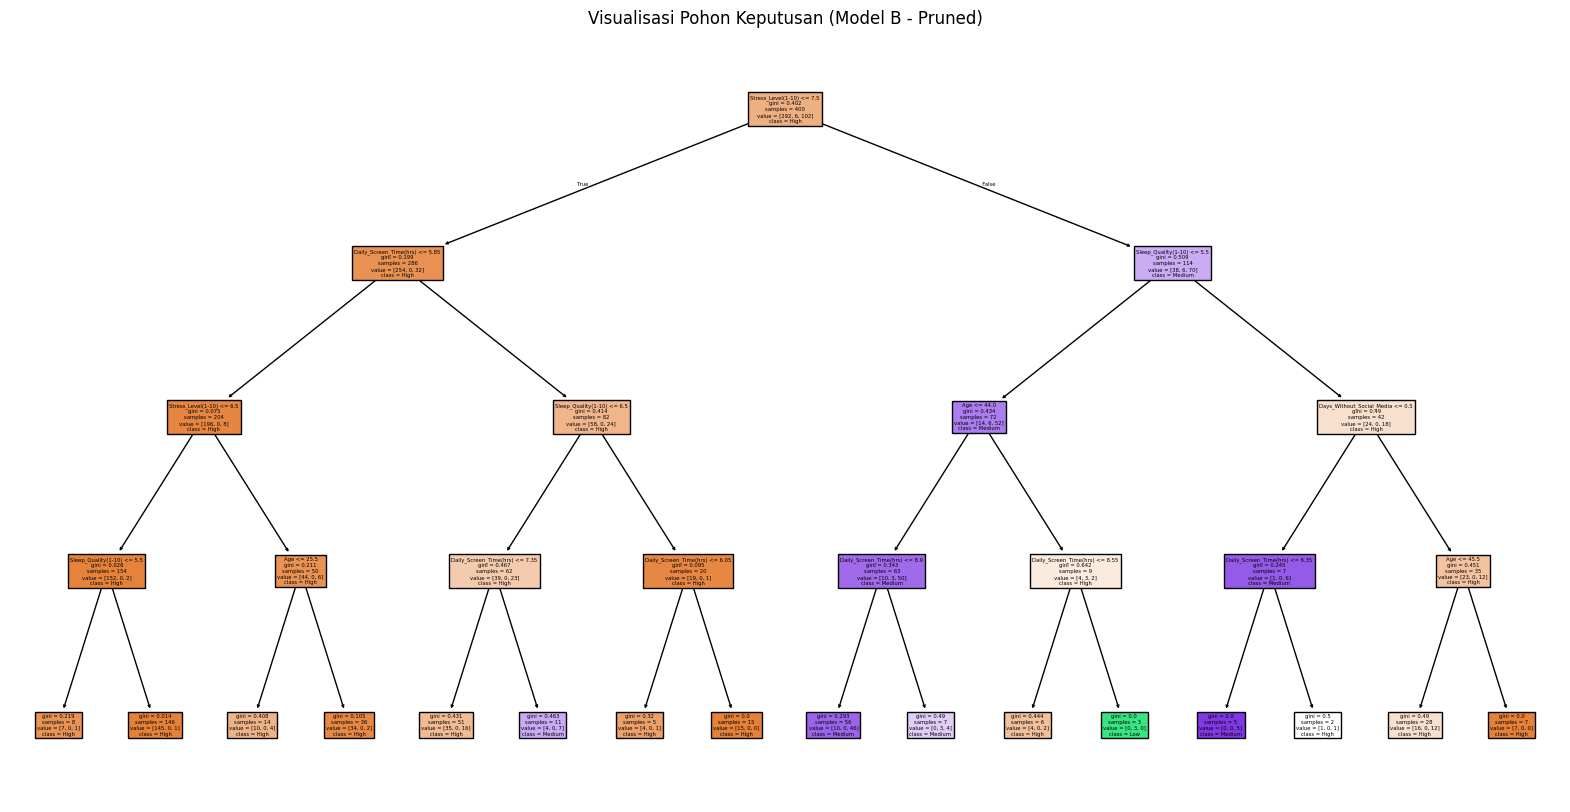 Visualisasi Pohon Keputusan (Model B - Pruned)
Stress_Level(1-10) <= 7.5
gini = 0.402
samples = 400
value = [292, 6, 102]
class = High
True
False
Daily_Screen_Time(hrs) <= 5.85
gini = 0.199
samples = 286
value = [254, 0, 32]
class = High
Sleep_Quality(1-10) <= 5.5
gini = 0.509
samples = 114
value = [38, 6, 70]
class = Medium
Stress_Level(1-10) <= 6.5
gini = 0.075
samples = 204
value = [196, 0, 8]
class = High
Sleep_Quality(1-10) <= 6.5
gini = 0.414
samples = 82
value = [58, 0, 24]
class = High
Age <= 44.0
gini = 0.434
samples = 72
value = [14, 6, 52]
class = Medium
Days_Without_Social_Media <= 0.5
gini = 0.49
samples = 42
value = [24, 0, 18]
class = High
Sleep_Quality(1-10) <= 5.5
gini = 0.026
samples = 154
value = [152, 0, 2]
class = High
Age <= 25.5
gini = 0.211
samples = 50
value = [44, 0, 6]
class = High
Daily_Screen_Time(hrs) <= 7.35
gini = 0.467
samples = 62
value = [39, 0, 23]
class = High
Daily_Screen_Time(hrs) <= 6.05
gini = 0.095
samples = 20
value = [19, 0, 1]
class = High
Daily_Screen_Time(hrs) <= 8.9
gini = 0.343
samples = 63
value = [10, 3, 50]
class = Medium
Daily_Screen_Time(hrs) <= 8.55
gini = 0.642
samples = 9
value = [4, 3, 2]
class = High
Daily_Screen_Time(hrs) <= 6.35
gini = 0.245
samples = 7
value = [1, 0, 6]
class = Medium
Age <= 45.5
gini = 0.451
samples = 35
value = [23, 0, 12]
class = High
gini = 0.219
samples = 8
value = [7, 0, 1]
class = High
gini = 0.014
samples = 146
value = [145, 0, 1]
class = High
gini = 0.408
samples = 14
value = [10, 0, 4]
class = High
gini = 0.105
samples = 36
value = [34, 0, 2]
class = High
gini = 0.431
samples = 51
value = [35, 0, 16]
class = High
gini = 0.463
samples = 11
value = [4, 0, 7]
class = Medium
gini = 0.32
samples = 5
value = [4, 0, 1]
class = High
gini = 0.0
samples = 15
value = [15, 0, 0]
class = High
gini = 0.293
samples = 56
value = [10, 0, 46]
class = Medium
gini = 0.49
samples = 7
value = [0, 3, 4]
class = Medium
gini = 0.444
samples = 6
value = [4, 0, 2]
class = High
gini = 0.0
samples = 3
value = [0, 3, 0]
class = Low
gini = 0.0
samples = 5
value = [0, 0, 5]
class = Medium
gini = 0.5
samples = 2
value = [1, 0, 1]
class = High
gini = 0.49
samples = 28
value = [16, 0, 12]
class = High
gini = 0.0
samples = 7
value = [7, 0, 0]
class = High